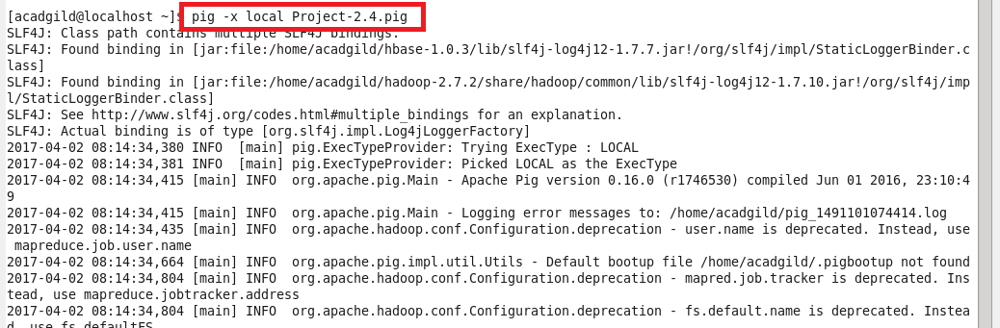 [acadgild@localhost ~]$ pig -x local Project-2.4.pig
SLF4J: Class path contains multiple SLF4J bindings.
SLF4J: Found binding in [jar:file:/home/acadgild/hbase-1.0.3/lib/slf4j-log4j12-1.7.7.jar!/org/slf4j/impl/StaticLoggerBinder.c
lass]
SLF4J: Found binding in [jar:file:/home/acadgild/hadoop-2.7.2/share/hadoop/common/lib/slf4j-log4j12-1.7.10.jar!/org/slf4j/imp
l/StaticLoggerBinder.class]
SLF4J: See http://www.slf4j.org/codes.html#multiple_bindings for an explanation.
SLF4J: Actual binding is of type [org.slf4j.impl.Log4jLoggerFactory]
2017-04-02 08:14:34,380 INFO  [main] pig.ExecTypeProvider: Trying ExecType : LOCAL
2017-04-02 08:14:34,381 INFO  [main] pig.ExecTypeProvider: Picked LOCAL as the ExecType
2017-04-02 08:14:34,415 [main] INFO  org.apache.pig.Main - Apache Pig version 0.16.0 (r1746530) compiled Jun 01 2016, 23:10:4
9
2017-04-02 08:14:34,415 [main] INFO  org.apache.pig.Main - Logging error messages to: /home/acadgild/pig_1491101074414.log
2017-04-02 08:14:34,435 [main] INFO  org.apache.hadoop.conf.Configuration.deprecation - user.name is deprecated. Instead, use
 mapreduce.job.user.name
2017-04-02 08:14:34,664 [main] INFO  org.apache.pig.impl.util.Utils - Default bootup file /home/acadgild/.pigbootup not found
2017-04-02 08:14:34,804 [main] INFO  org.apache.hadoop.conf.Configuration.deprecation - mapred.job.tracker is deprecated. Ins
tead, use mapreduce.jobtracker.address
2017-04-02 08:14:34,804 [main] INFO  org.apache.hadoop.conf.Configuration.deprecation - fs.default.name is deprecated. Instea
d, use fs.defaultFS